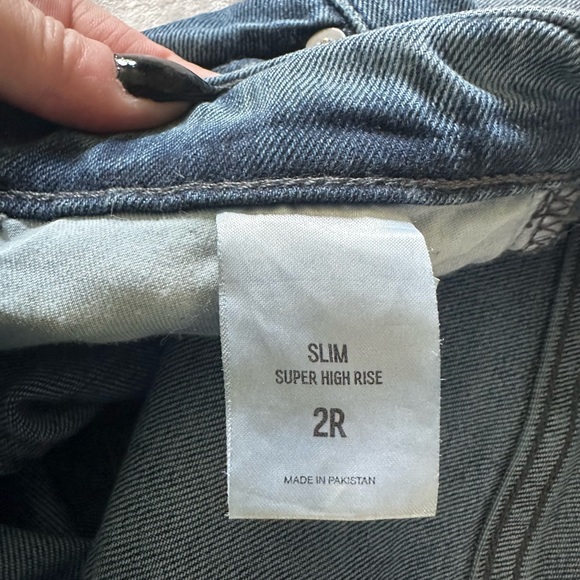 SLIM
SUPER HIGH RISE
2R
MADE IN PAKISTAN